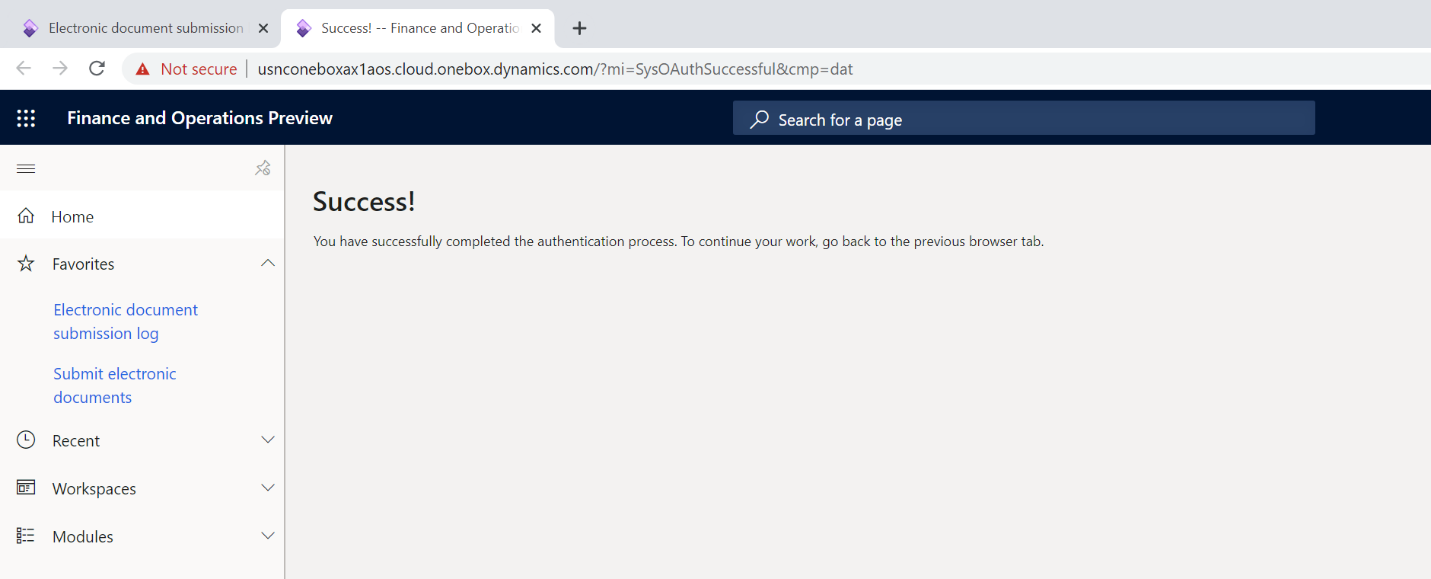 Electronic document submission
Success! -- Finance and Operatio
Not secure
usnconeboxax1aos.cloud.onebox.dynamics.com/?mi=SysOAuthSuccessful&cmp=dat
Finance and Operations Preview
Search for a page
Home
Favorites
Electronic document
submission log
Submit electronic
documents
Recent
Workspaces
Modules
Success!
You have successfully completed the authentication process. To continue your work, go back to the previous browser tab.